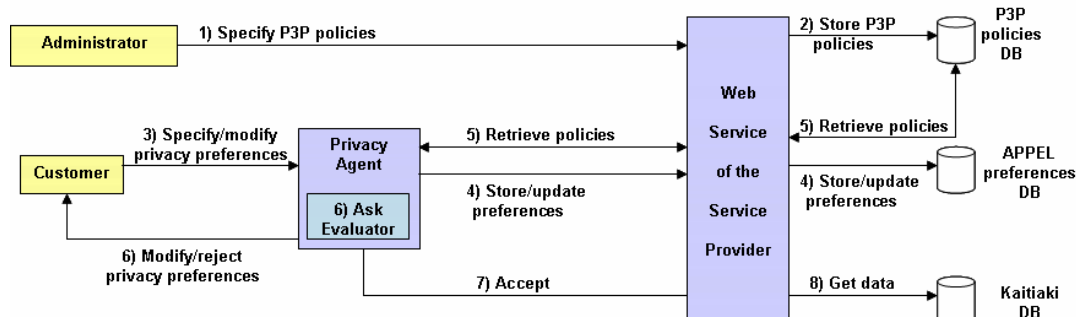 Administrator
1) Specify P3P policies
2) Store P3P
policies
P3P
policies
DB
Web
Service
of the
Service
Provider
5) Retrieve policies
3) Specify/modify
privacy preferences
Customer
Privacy
Agent
6) Ask
Evaluator
5) Retrieve policies
4) Store/update
preferences
4) Store/update
preferences
APPEL
preferences
DB
6) Modify/reject
privacy preferences
7) Accept
8) Get data
Kaitiaki
DB